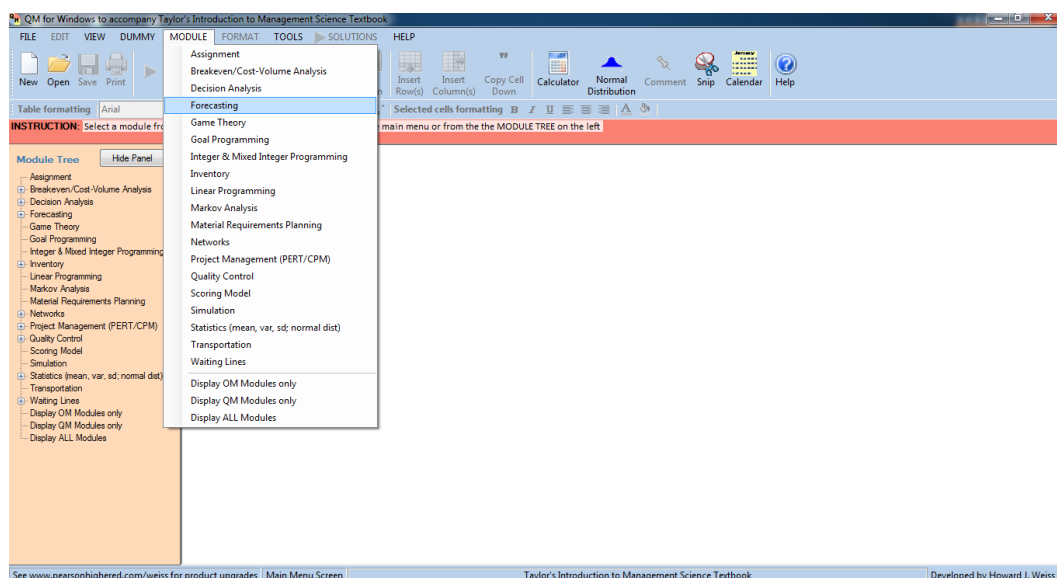 QM for Windows to accompany Taylor's Introduction to Management Science Textbook
FILE EDIT VIEW DUMMY MODULE FORMAT TOOLS SOLUTIONS HELP
New Open Save Print
Insert Row(s)
Insert Column(s)
Copy Cell Down
Calculator
Normal Distribution
Comment
Snip
Calendar
Help
Table formatting Arial
Selected cells formatting B I U A
INSTRUCTION: Select a module
main menu or from the the MODULE TREE on the left
Module Tree Hide Panel
Assignment
Breakeven/Cost-Volume Analysis
Decision Analysis
Forecasting
Game Theory
Goal Programming
Integer & Mixed Integer Programming
Inventory
Linear Programming
Markov Analysis
Material Requirements Planning
Networks
Project Management (PERT/CPM)
Quality Control
Scoring Model
Simulation
Statistics (mean, var, sd; normal dist)
Transportation
Waiting Lines
Display OM Modules only
Display QM Modules only
Display ALL Modules
Assignment
Breakeven/Cost-Volume Analysis
Decision Analysis
Forecasting
Game Theory
Goal Programming
Integer & Mixed Integer Programming
Inventory
Linear Programming
Markov Analysis
Material Requirements Planning
Networks
Project Management (PERT/CPM)
Quality Control
Scoring Model
Simulation
Statistics (mean, var, sd; normal dist)
Transportation
Waiting Lines
Display OM Modules only
Display QM Modules only
Display ALL Modules
See www.pearsonhighered.com/weiss for product upgrades Main Menu Screen Taylor's Introduction to Management Science Textbook Developed by Howard J. Weiss